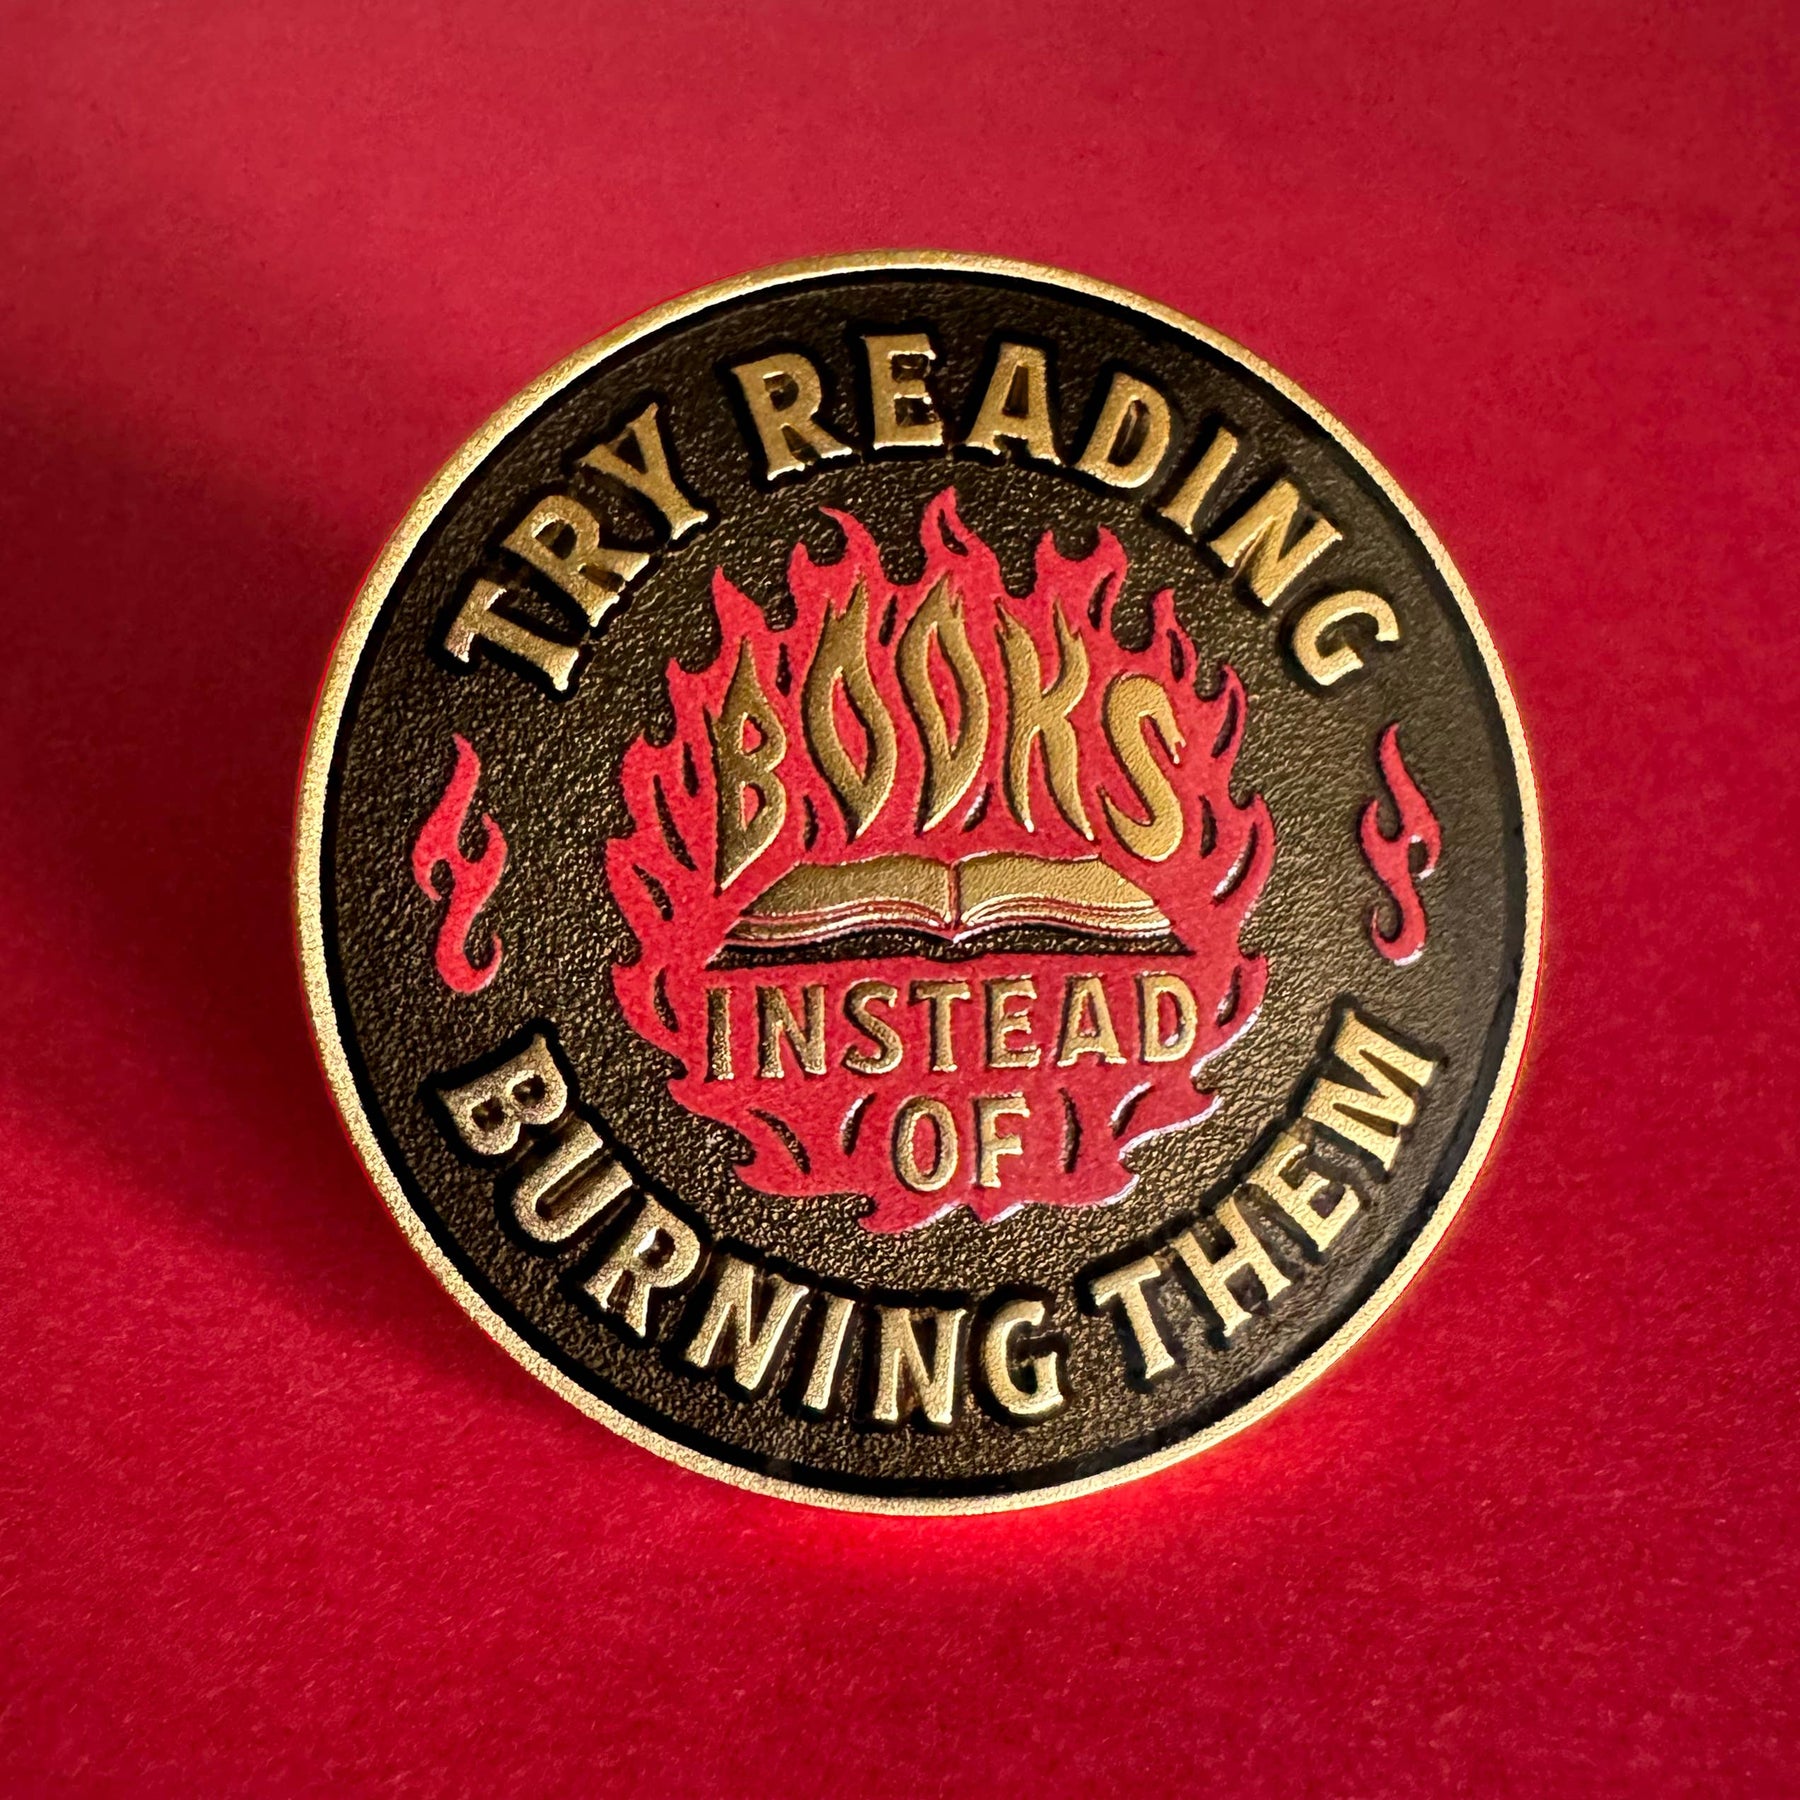 TRY READING
BOOKS
INSTEAD
OF
BURNING THEM